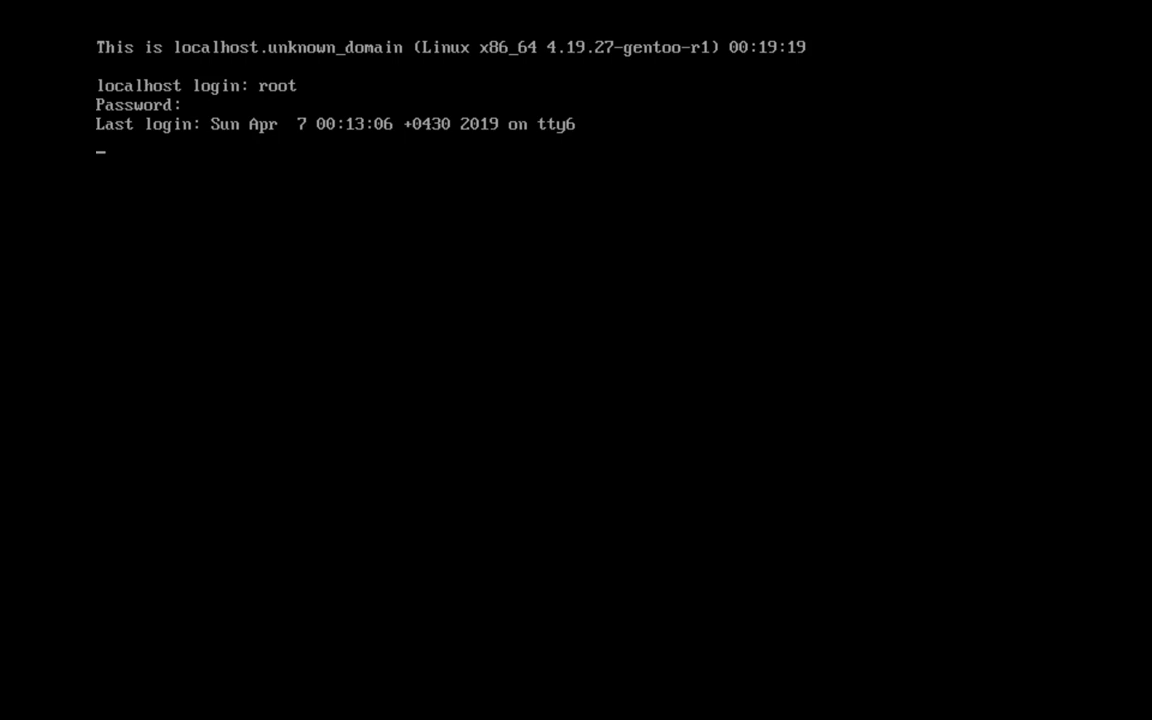 This is localhost.unknown_domain (Linux x86_64 4.19.27-gentoo-r1) 00:19:19
localhost login: root
Password:
Last login: Sun Apr  7 00:13:06 +0430 2019 on tty6